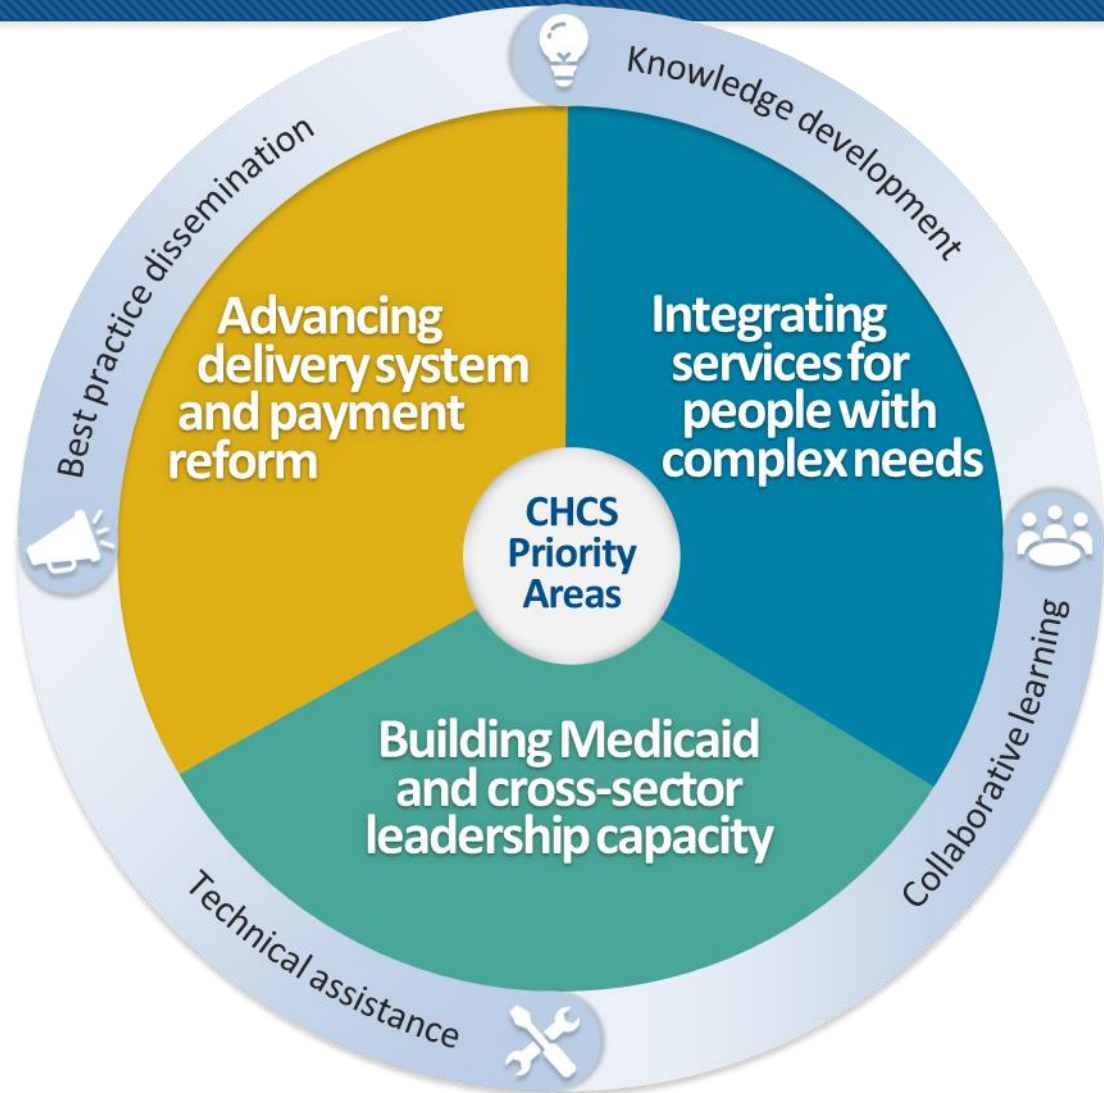 Knowledge development
Best practice dissemination
Advancing
delivery system
and payment
reform
Integrating
services for
people with
complex needs
CHCS
Priority
Areas
Building Medicaid
and cross-sector
leadership capacity
Collaborative learning
Technical assistance